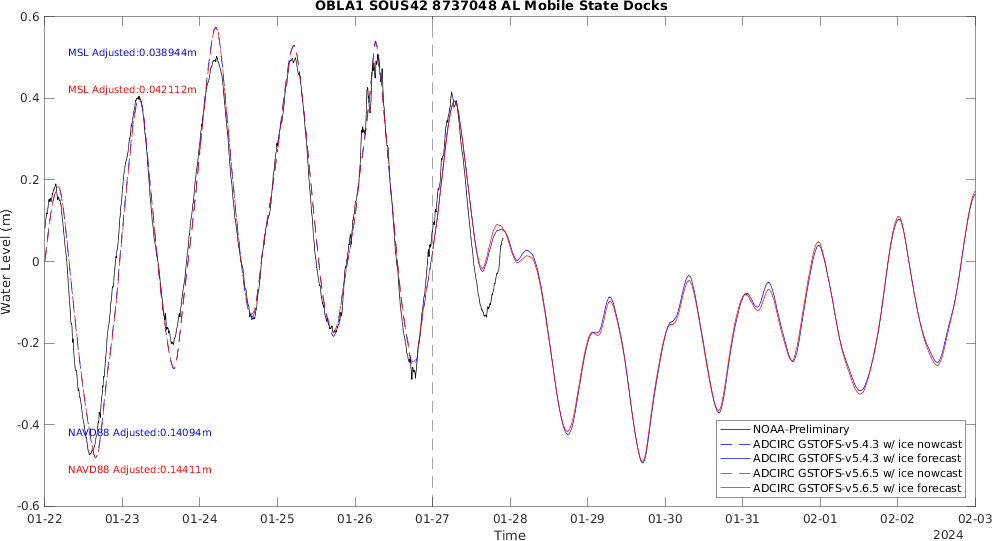 OBLA1 SOUS42 8737048 AL Mobile State Docks
0.6
0.4
0.2
0
-0.2
-0.4
-0.6
Water Level (m)
MSL Adjusted:0.038944m
MSL Adjusted:0.042112m
NAVD88 Adjusted:0.14094m
NAVD88 Adjusted:0.14411m
NOAA-Preliminary
ADCIRC GSTOFS-v5.4.3 w/ ice nowcast
ADCIRC GSTOFS-v5.4.3 w/ ice forecast
ADCIRC GSTOFS-v5.6.5 w/ ice nowcast
ADCIRC GSTOFS-v5.6.5 w/ ice forecast
01-22 01-23 01-24 01-25 01-26 01-27 01-28 01-29 01-30 01-31 02-01 02-02 02-03
Time
2024